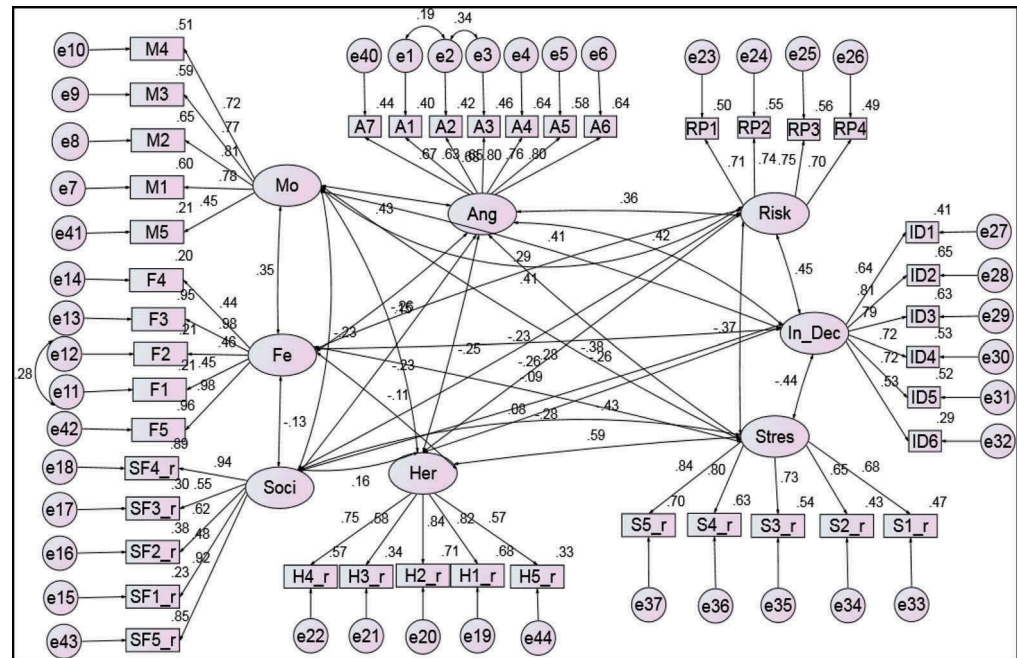 .19
.34
e40
e1
e2
e3
e4
e5
e6
e23
e24
e25
e26
.44
.40
.42
.46
.64
.58
.64
.50
.55
.56
.49
A7
A1
A2
A3
A4
A5
A6
RP1
RP2
RP3
RP4
.67
.63
.80
.76
.80
.71
.74
.75
.70
.51
e10
M4
.59
e9
M3
.65
e8
M2
.60
e7
M1
.21
e41
M5
.72
.77
.81
.78
.45
Mo
Ang
Risk
In_Dec
.43
.36
.41
.42
.29
.41
.45
.35
.20
e14
F4
.95
e13
F3
.21
e12
F2
.21
e11
F1
.96
e42
F5
.28
.44
.98
.46
.45
.98
Fe
-.26
-.23
-.23
-.25
-.11
-.23
-.26
-.09
.28
-.38
-.26
-.37
-.13
.08
-.28
.43
-.44
.59
.16
.41
ID1
e27
.65
ID2
e28
.63
ID3
e29
.53
ID4
e30
.52
ID5
e31
.29
ID6
e32
.64
.81
.79
.72
.72
.53
.89
e18
SF4_r
.30
e17
SF3_r
.38
e16
SF2_r
.23
e15
SF1_r
.85
e43
SF5_r
.94
.55
.62
.48
.92
Soci
Her
Stres
.75
.58
.84
.82
.57
.57
.34
.71
.68
.33
H4_r
H3_r
H2_r
H1_r
H5_r
e22
e21
e20
e19
e44
.84
.80
.73
.65
.68
.70
.63
.54
.43
.47
S5_r
S4_r
S3_r
S2_r
S1_r
e37
e36
e35
e34
e33